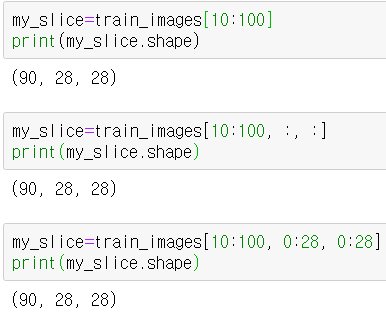 my_slice=train_images[10:100]
print(my_slice.shape)
(90, 28, 28)
my_slice=train_images[10:100, :, :]
print(my_slice.shape)
(90, 28, 28)
my_slice=train_images[10:100, 0:28, 0:28]
print(my_slice.shape)
(90, 28, 28)